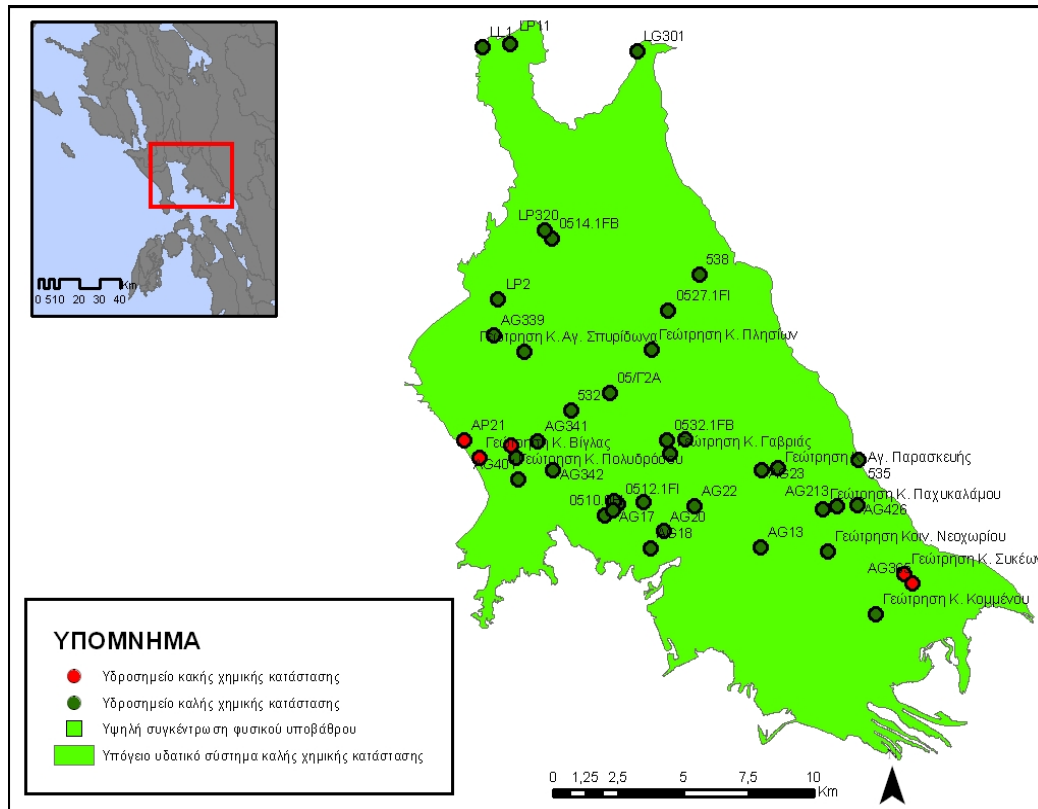 LL1
LP11
LG301
LP320
0514.1FB
538
0527.1FI
LP2
AG339
Γεώτρηση Κ. Αγ. Σπυρίδωνα
Γεώτρηση Κ. Πλησίων
05/Γ2Α
532
AP21
AG341
0532.1FB
Γεώτρηση Κ. Βίγλας
Γεώτρηση Κ. Γαβριάς
AG401
Γεώτρηση Κ. Πολυδρόσου
Γεώτρηση Κ. Αγ. Παρασκευής
AG342
AG23
535
0512.1FI
AG22
AG213
Γεώτρηση Κ. Παχυκαλάμου
AG17
AG20
AG426
AG18
AG13
Γεώτρηση Κοιν. Νεοχωρίου
Γεώτρηση Κ. Συκέων
Γεώτρηση Κ. Κομμένου
0 510 20 30 40
Km
ΥΠΟΜΝΗΜΑ
Υδροσημείο κακής χημικής κατάστασης
Υδροσημείο καλής χημικής κατάστασης
Υψηλή συγκέντρωση φυσικού υποβάθρου
Υπόγειο υδατικό σύστημα καλής χημικής κατάστασης
0 1,25 2,5 5 7,5 10
Km